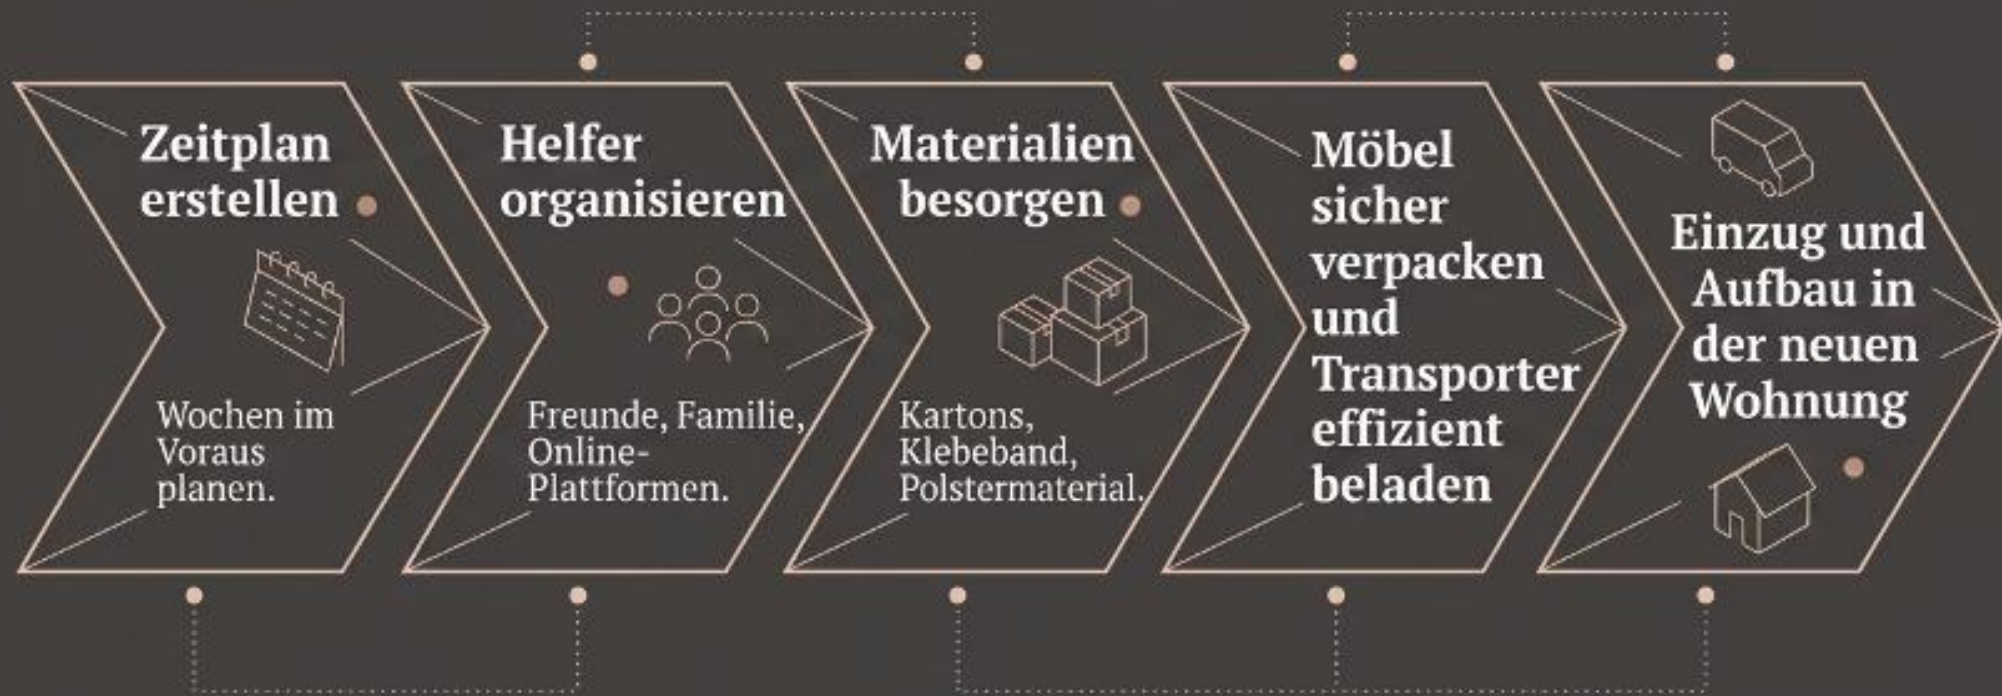 Zeitplan
erstellen
Wochen im
Voraus
planen.
Helfer
organisieren
Freunde, Familie,
Online-
Plattformen.
Materialien
besorgen
Kartons,
Klebeband,
Polstermaterial.
Möbel
sicher
verpacken
und
Transporter
effizient
beladen
Einzug und
Aufbau in
der neuen
Wohnung